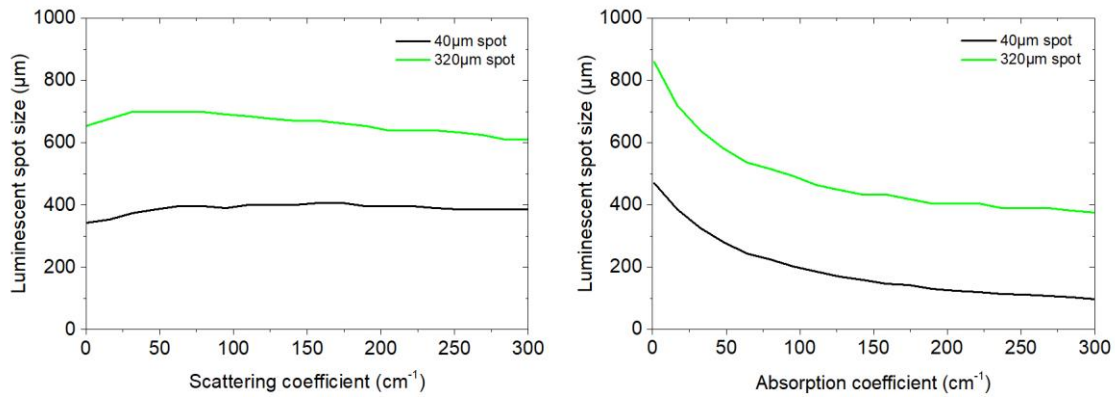 1000
800
600
400
200
0
Luminescent spot size (µm)
40µm spot
320µm spot
0 50 100 150 200 250 300
Scattering coefficient (cm⁻¹)
1000
800
600
400
200
0
Luminescent spot size (µm)
40µm spot
320µm spot
0 50 100 150 200 250 300
Absorption coefficient (cm⁻¹)